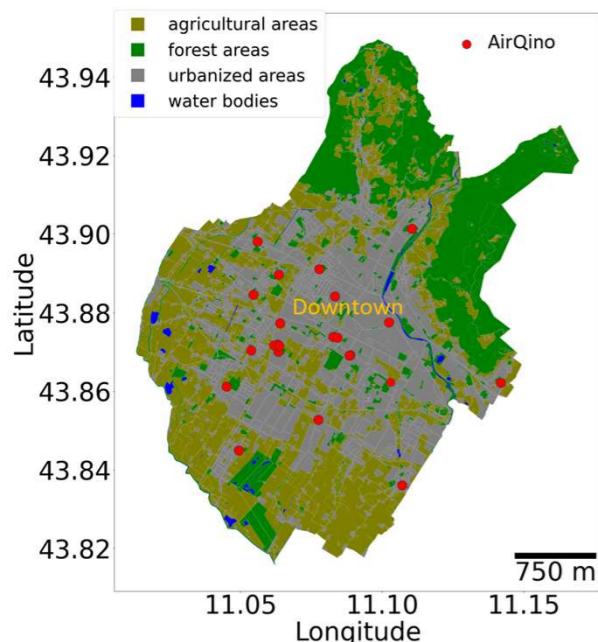 agricultural areas
forest areas
urbanized areas
water bodies
AirQino
43.94
43.92
43.90
43.88
43.86
43.84
43.82
Latitude
Downtown
750 m
11.05 11.10 11.15
Longitude